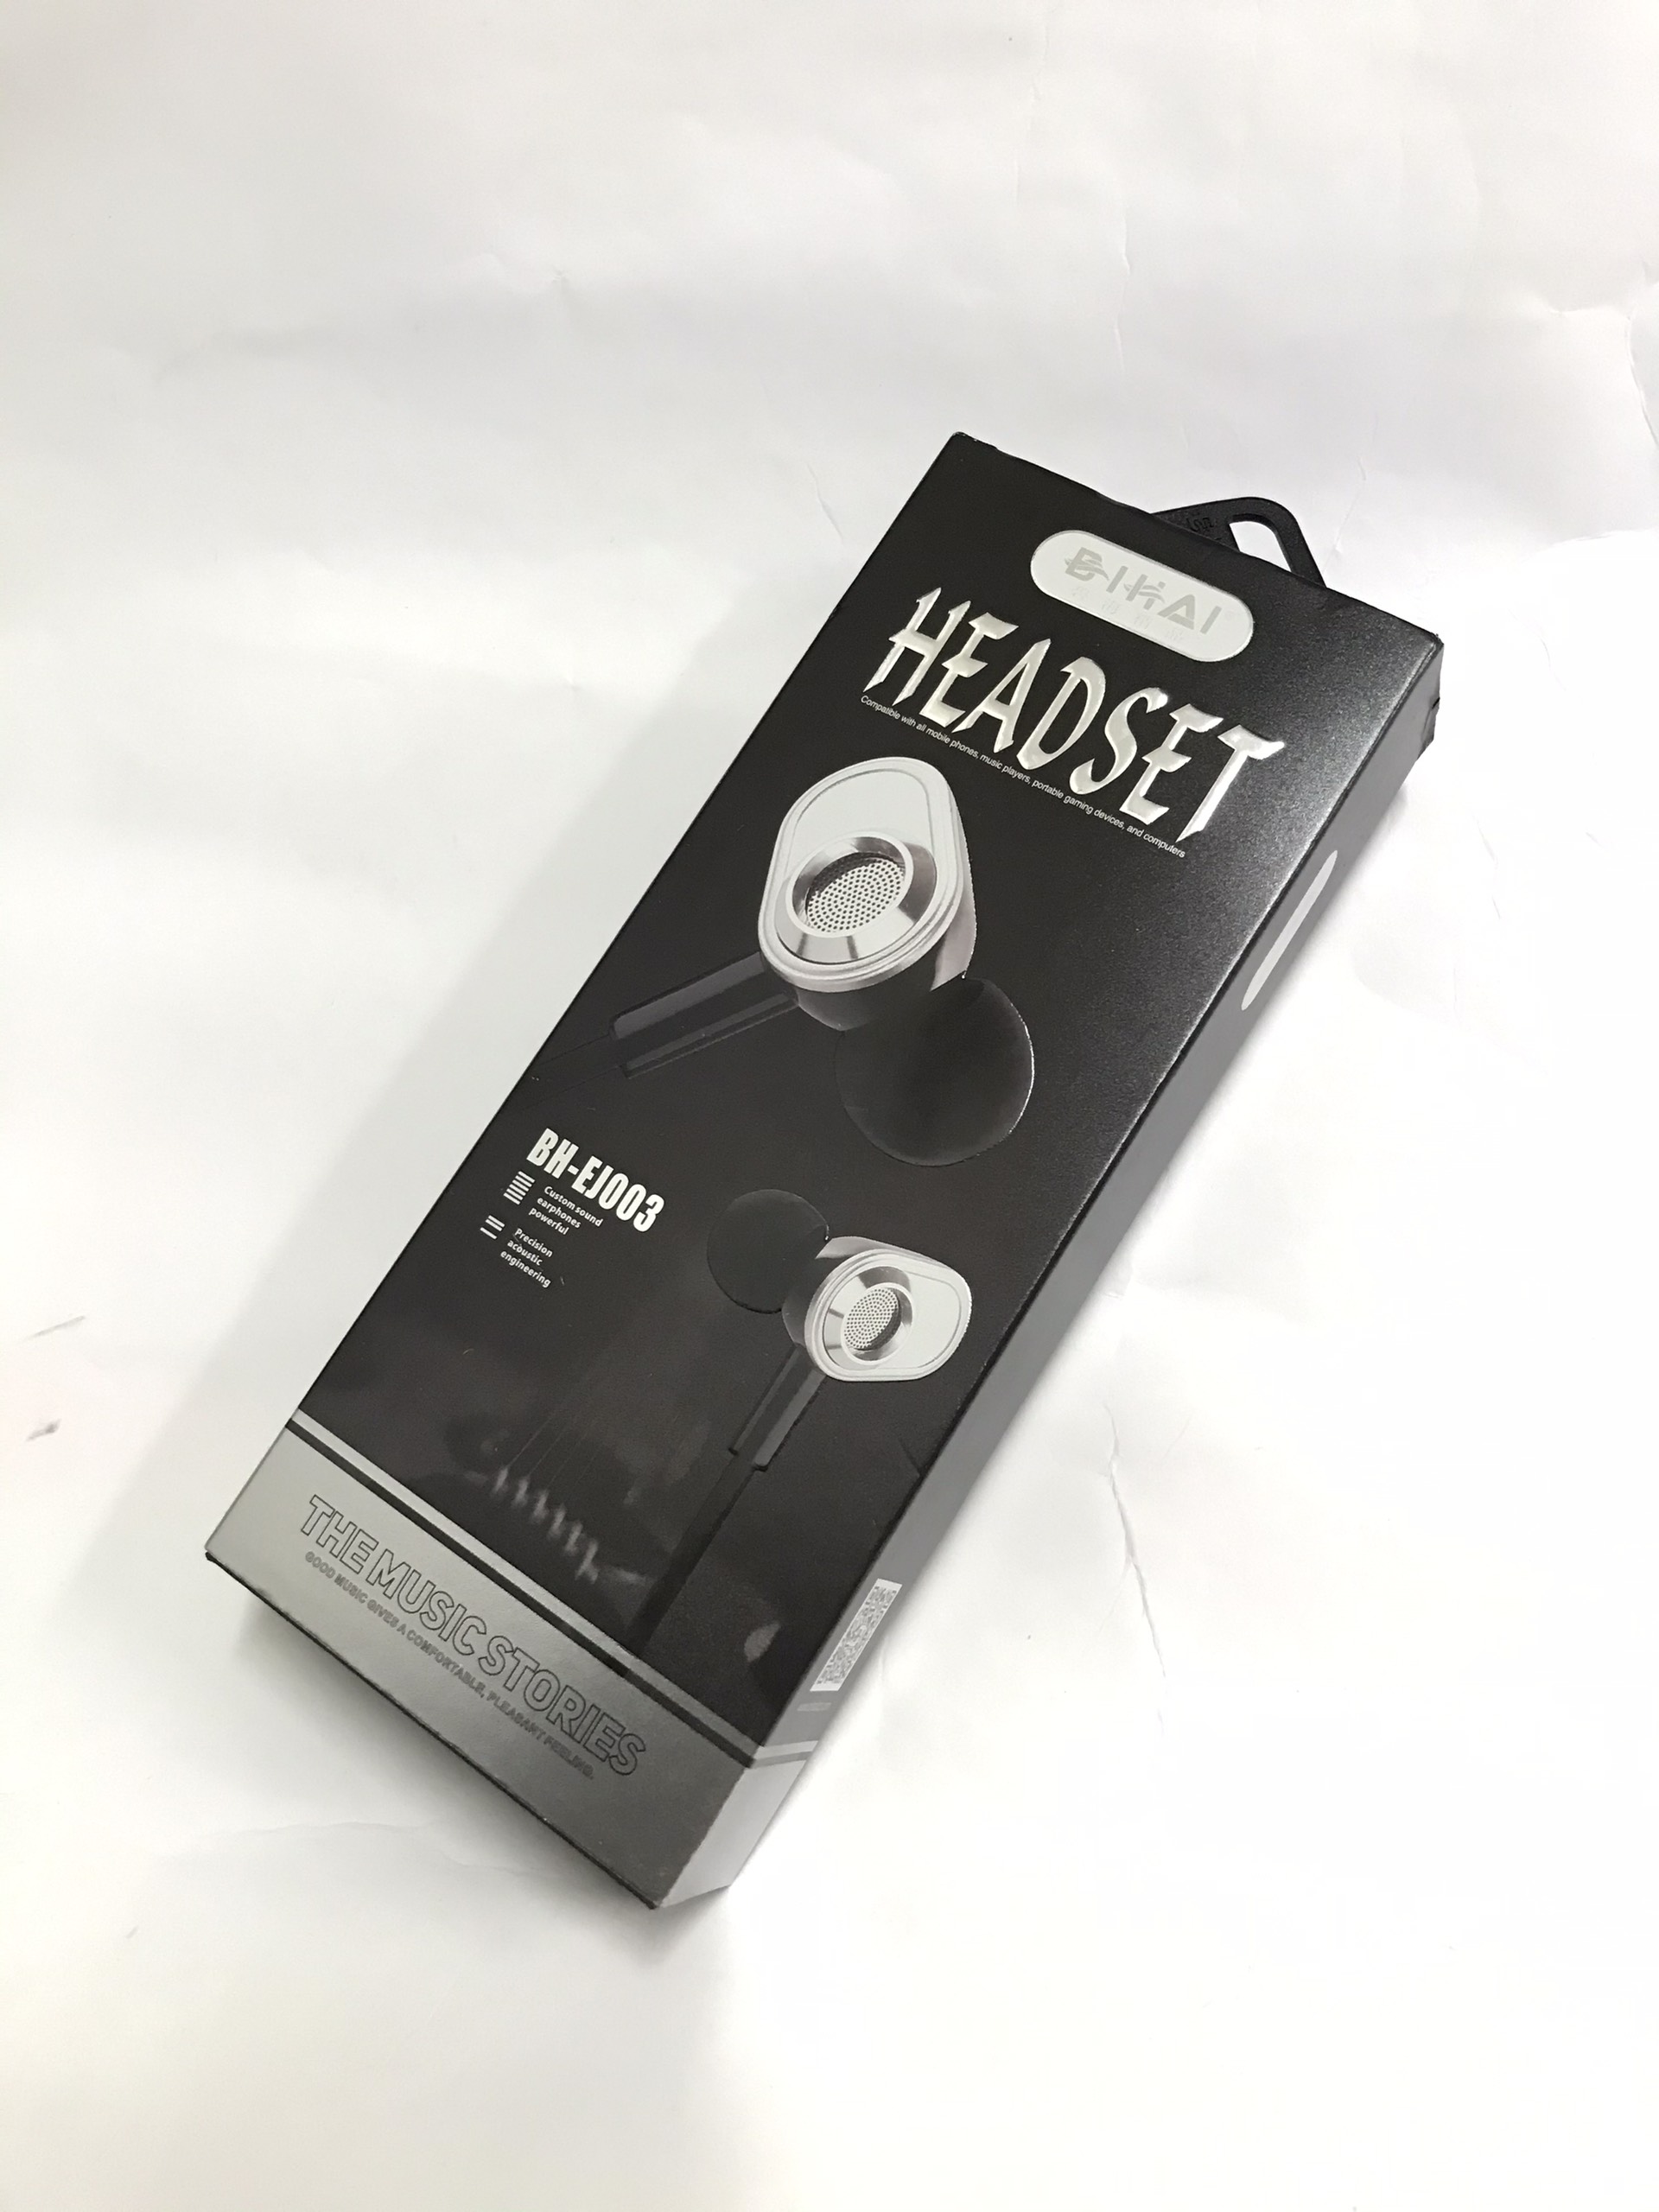 BIKAI
HEADSET
Compatible with all mobile phones, music players, portable gaming devices, and computers
BH-EJ003
Custom sound
earphones
powerful
Precision
acoustic
engineering
THE MUSIC STORIES
GOOD MUSIC GIVES A COMFORTABLE, PLEASANT FEELING.